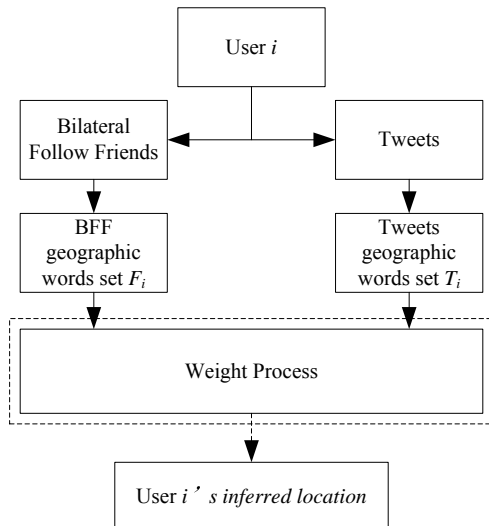 User i
Bilateral
Follow Friends
Tweets
BFF
geographic
words set Fi
Tweets
geographic
words set Ti
Weight Process
User i’s inferred location